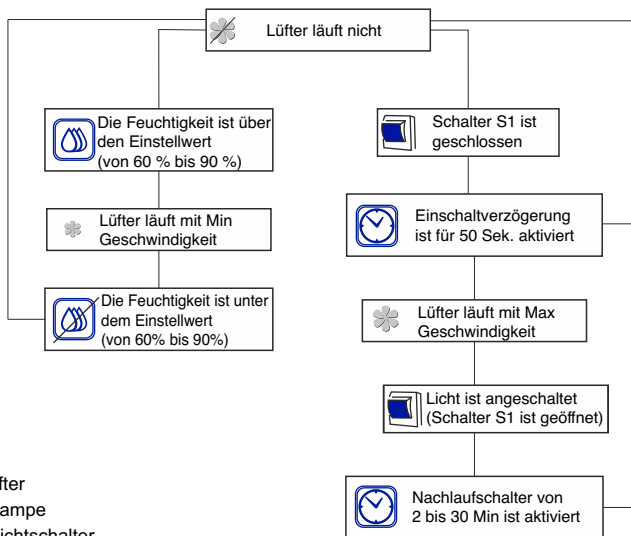 Lüfter läuft nicht
Die Feuchtigkeit ist über
den Einstellwert
(von 60 % bis 90 %)
Schalter S1 ist
geschlossen
Lüfter läuft mit Min
Geschwindigkeit
Einschaltverzögerung
ist für 50 Sek. aktiviert
Die Feuchtigkeit ist unter
dem Einstellwert
(von 60% bis 90%)
Lüfter läuft mit Max
Geschwindigkeit
Licht ist angeschaltet
(Schalter S1 ist geöffnet)
Nachlaufschalter von
2 bis 30 Min ist aktiviert